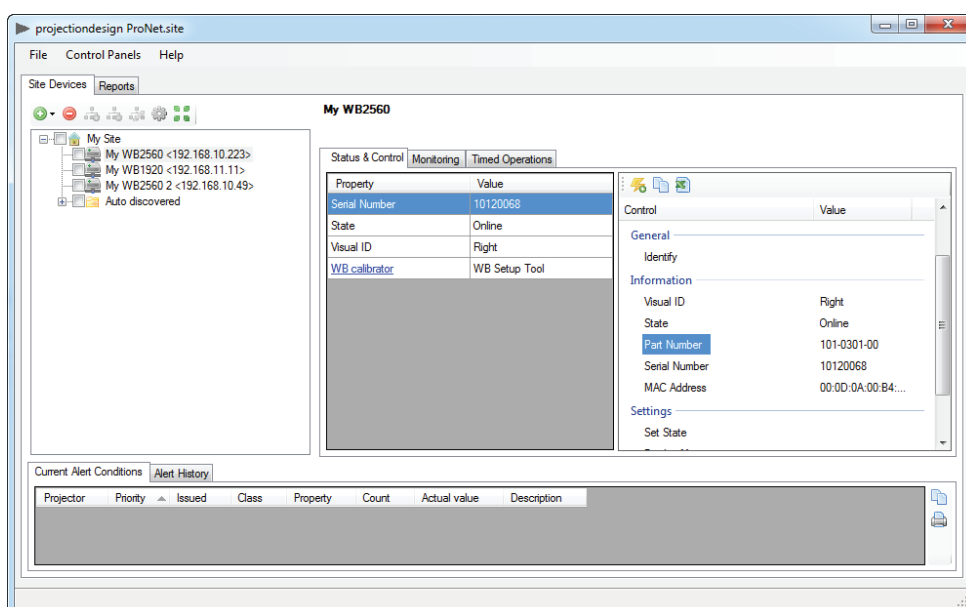 projectiondesign ProNet.site
File Control Panels Help
Site Devices Reports
My Site
My WB2560 <192.168.10.223>
My WB1920 <192.168.11.11>
My WB2560 2 <192.168.10.49>
Auto discovered
My WB2560
Status & Control Monitoring Timed Operations
Property Value
Serial Number 10120068
State Online
Visual ID Right
WB calibrator WB Setup Tool
Control Value
General
Identify
Information
Visual ID Right
State Online
Part Number 101-0301-00
Serial Number 10120068
MAC Address 00:0D:0A:00:B4:...
Settings
Set State
Current Alert Conditions Alert History
Projector Priority Issued Class Property Count Actual value Description